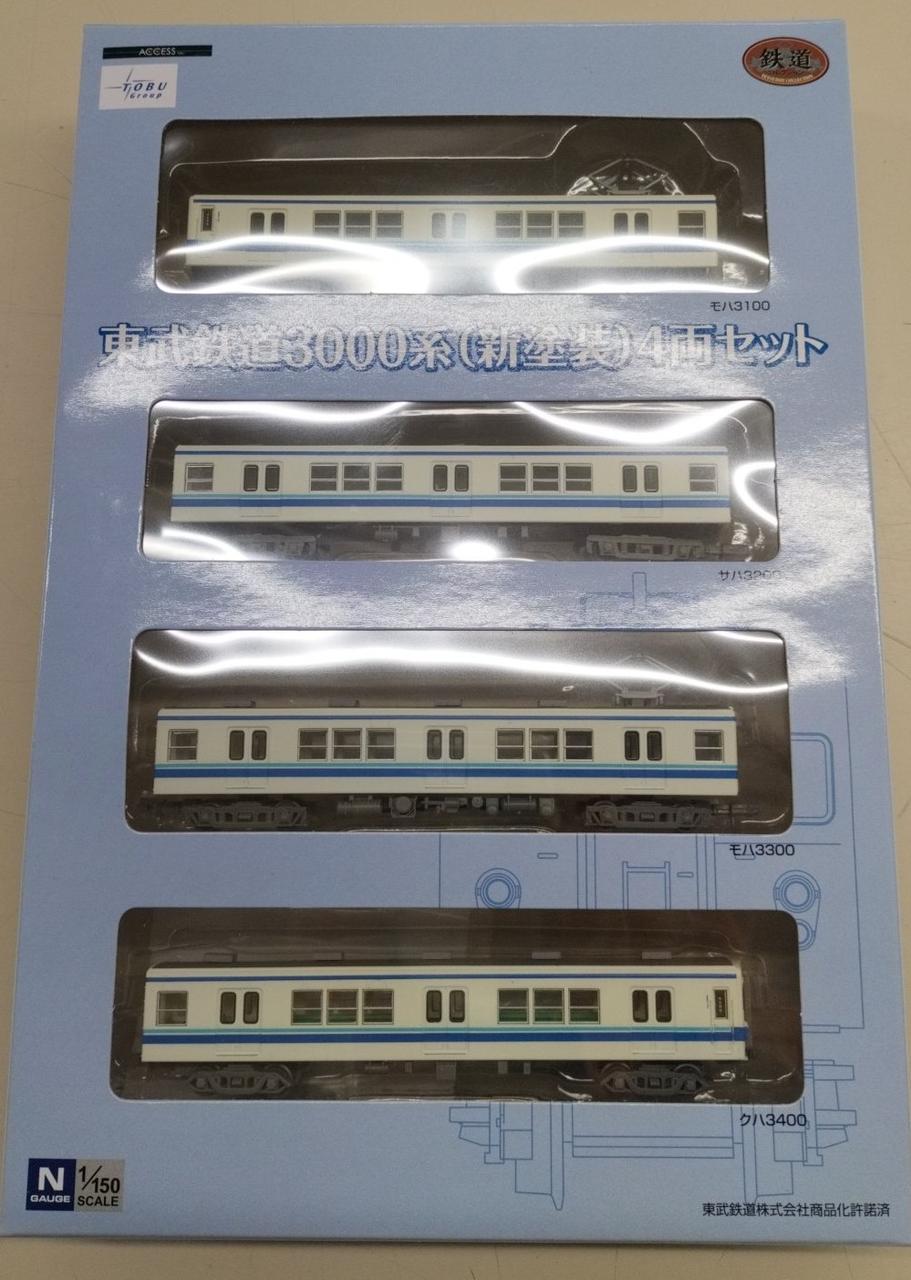 ACCESS
TOBU
Group
鉄道
モハ3100
東武鉄道3000系(新塗装)4両セット
サハ3200
モハ3300
クハ3400
N
GAUGE
1/150
SCALE
東武鉄道株式会社商品化許諾済